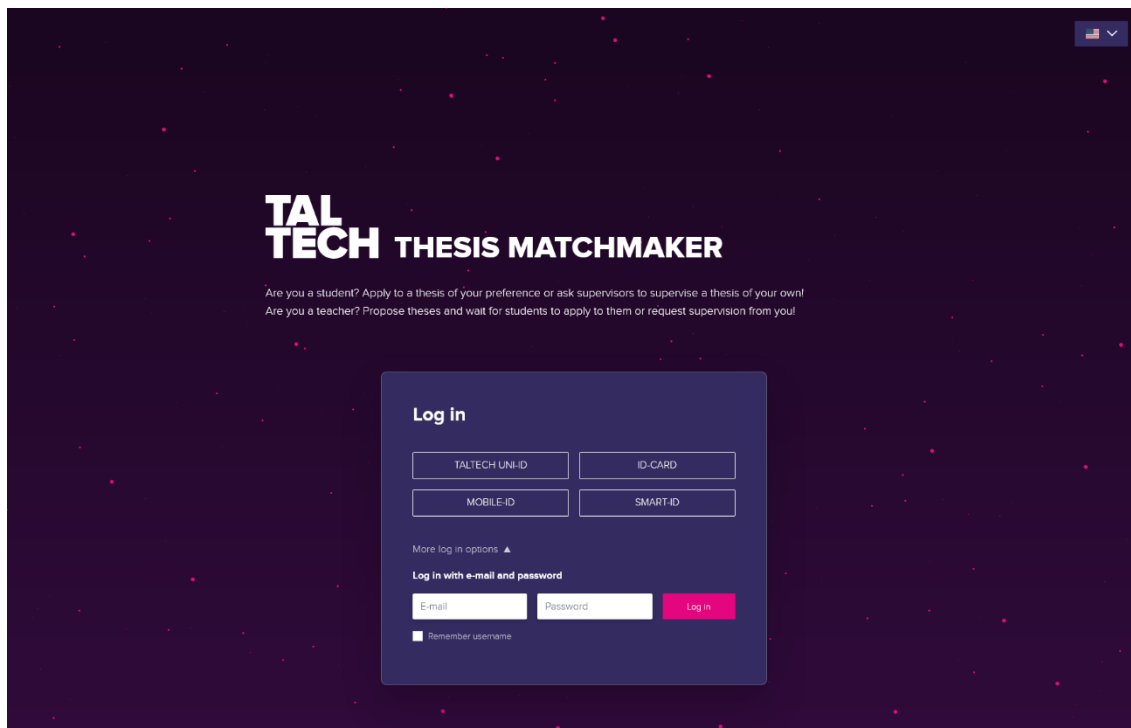 TAL
TECH THESIS MATCHMAKER
Are you a student? Apply to a thesis of your preference or ask supervisors to supervise a thesis of your own!
Are you a teacher? Propose theses and wait for students to apply to them or request supervision from you!
Log in
TALTECH UNI-ID
ID-CARD
MOBILE-ID
SMART-ID
More log in options ▲
Log in with e-mail and password
E-mail
Password
Log in
Remember username